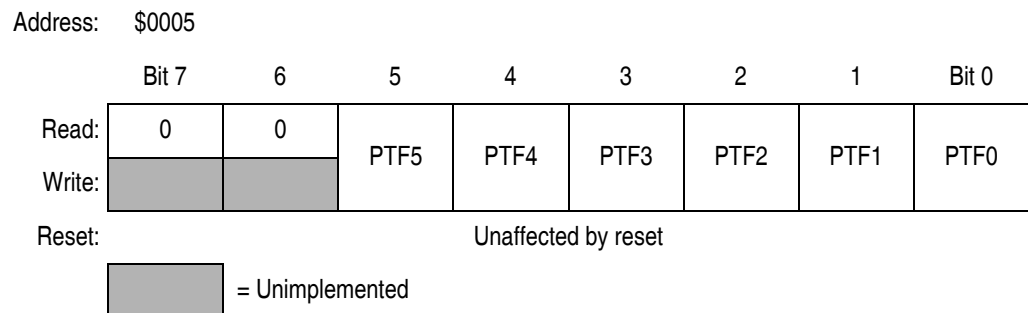 Address: $0005
Bit 7 6 5 4 3 2 1 Bit 0
Read: 0 0 PTF5 PTF4 PTF3 PTF2 PTF1 PTF0
Write:
Reset: Unaffected by reset
= Unimplemented